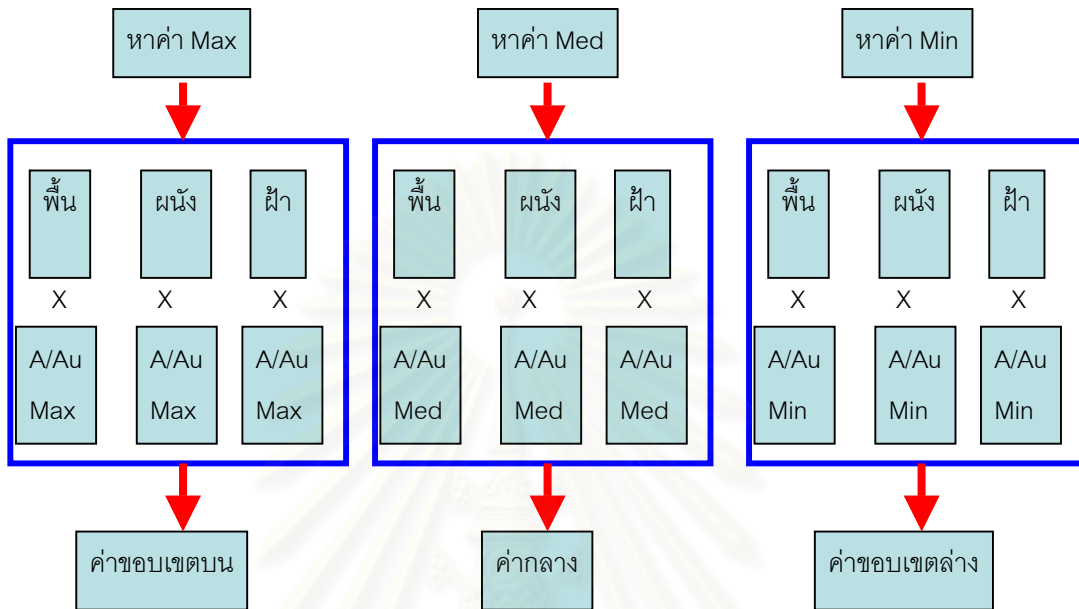 หาค่า Max
หาค่า Med
หาค่า Min
พื้น ผนัง ฝ้า
X X X
A/Au A/Au A/Au
Max Max Max
พื้น ผนัง ฝ้า
X X X
A/Au A/Au A/Au
Med Med Med
พื้น ผนัง ฝ้า
X X X
A/Au A/Au A/Au
Min Min Min
ค่าขอบเขตบน
ค่ากลาง
ค่าขอบเขตล่าง